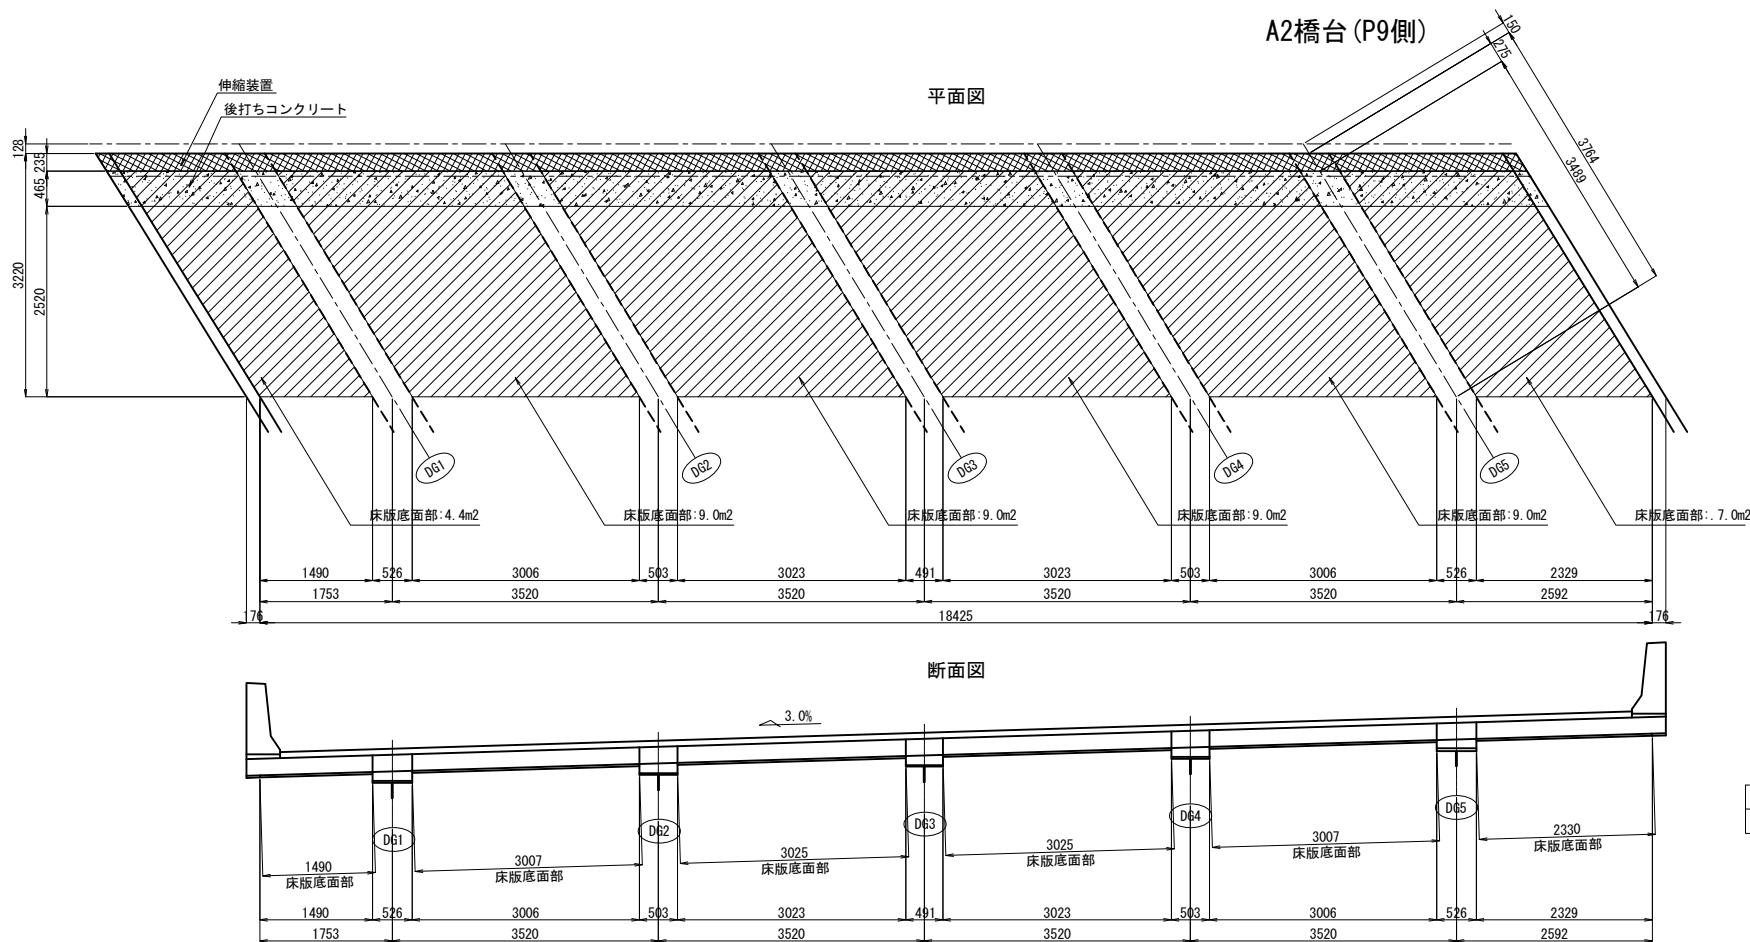 A2橋台(P9側)
150
275
3764
3489
平面図
伸縮装置
後打ちコンクリート
128
235
465
3220
2520
DG1
DG2
DG3
DG4
DG5
床版底面部:4.4m2
床版底面部:9.0m2
床版底面部:9.0m2
床版底面部:9.0m2
床版底面部:9.0m2
床版底面部:.7.0m2
1490 526 3006 503 3023 491 3023 503 3006 526 2329
1753 3520 3520 3520 3520 2592
176 18425 176
断面図
3.0%
DG1
DG2
DG3
DG4
DG5
1490
床版底面部
3007
床版底面部
3025
床版底面部
3025
床版底面部
3007
床版底面部
2330
床版底面部
1490 526 3006 503 3023 491 3023 503 3006 526 2329
1753 3520 3520 3520 3520 2592